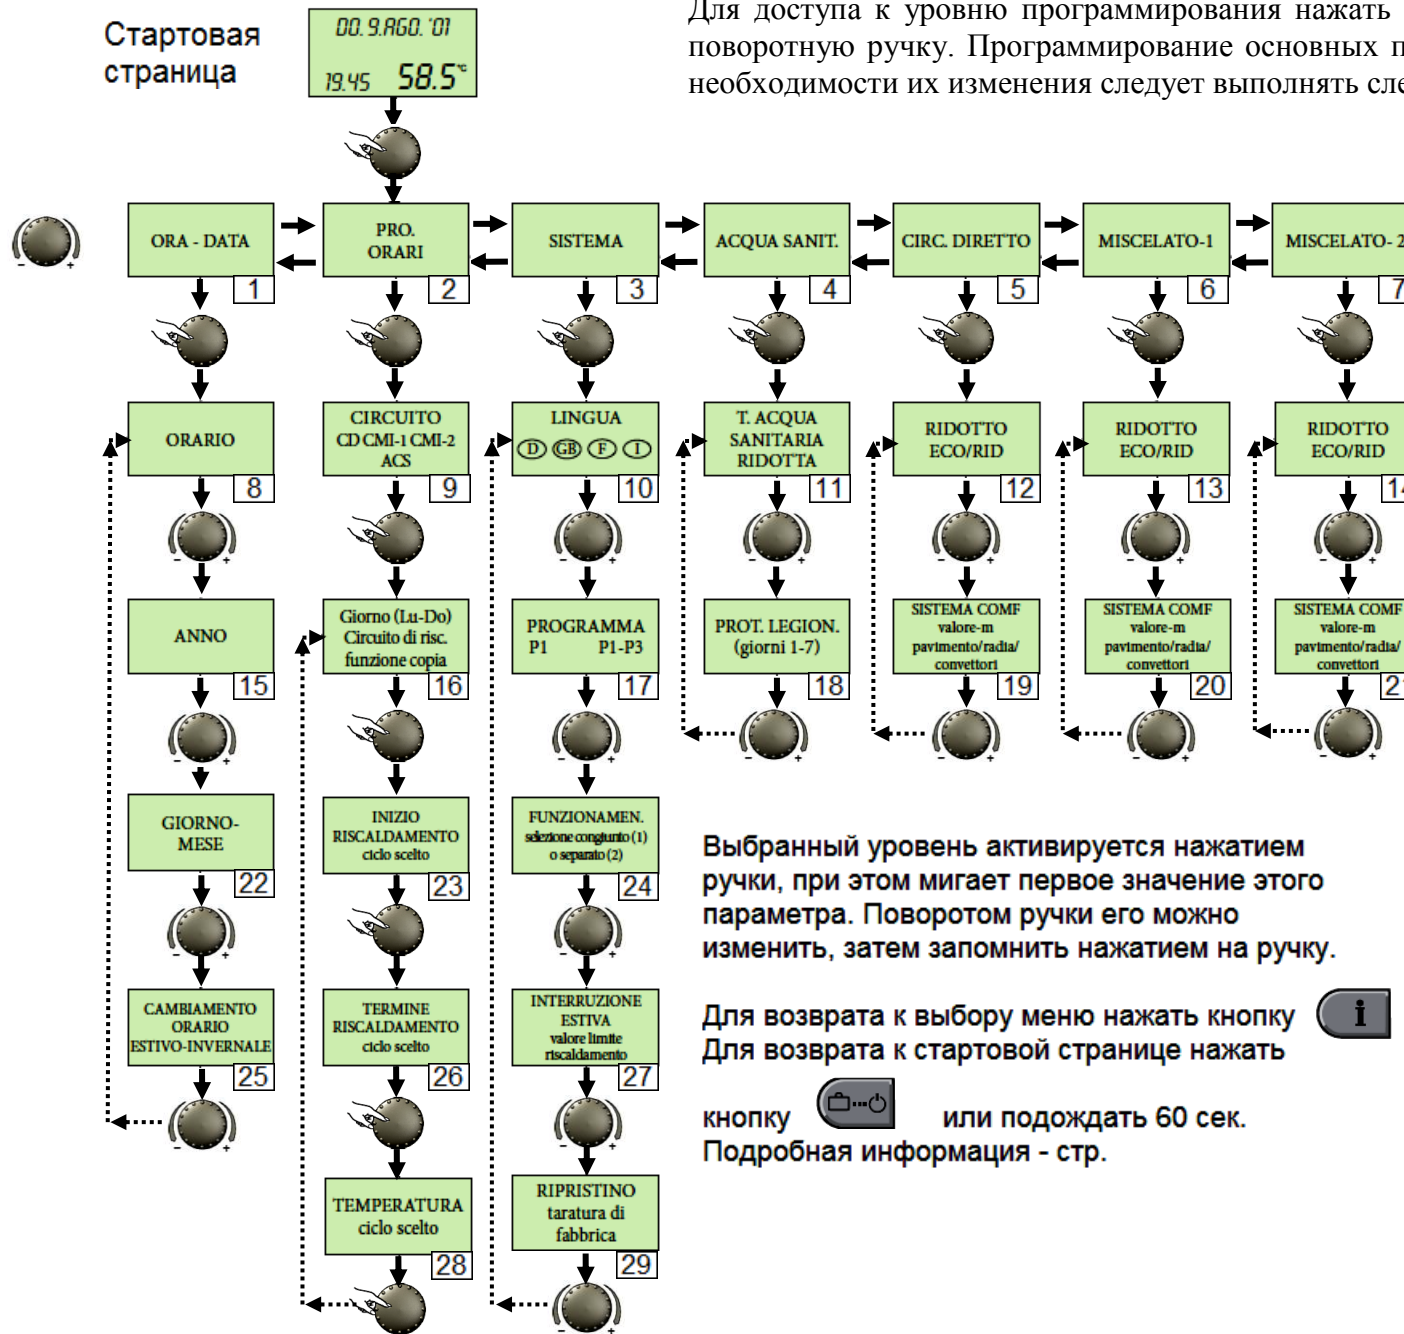 Для доступа к уровню программирования нажать
поворотную ручку. Программирование основных п
необходимости их изменения следует выполнять сле
Стартовая
страница
DO. 9.AGO. '01
19.45 58.5°C
ORA - DATA
1
PRO.
ORARI
2
SISTEMA
3
ACQUA SANIT.
4
CIRC. DIRETTO
5
MISCELATO-1
6
MISCELATO- 2
7
- +
ORARIO
8
CIRCUITO
CD CMI-1 CMI-2
ACS
9
LINGUA
D GB F I
10
T. ACQUA
SANITARIA
RIDOTTA
11
RIDOTTO
ECO/RID
12
RIDOTTO
ECO/RID
13
RIDOTTO
ECO/RID
14
- +
- +
- +
- +
- +
- +
ANNO
15
Giorno (Lu-Do)
Circuito di risc.
funzione copia
16
PROGRAMMA
P1 P1-P3
17
PROT. LEGION.
(giorni 1-7)
18
SISTEMA COMF
valore-m
pavimento/radia/
convettori
19
SISTEMA COMF
valore-m
pavimento/radia/
convettori
20
SISTEMA COMF
valore-m
pavimento/radia/
convettori
21
- +
- +
- +
- +
- +
- +
GIORNO-
MESE
22
INIZIO
RISCALDAMENTO
ciclo scelto
23
FUNZIONAMEN.
selezione congiunto (1)
o separato (2)
24
- +
- +
CAMBIAMENTO
ORARIO
ESTIVO-INVERNALE
25
TERMINE
RISCALDAMENTO
ciclo scelto
26
INTERRUZIONE
ESTIVA
valore limite
riscaldamento
27
- +
- +
TEMPERATURA
ciclo scelto
28
RIPRISTINO
taratura di
fabbrica
29
- +
Выбранный уровень активируется нажатием
ручки, при этом мигает первое значение этого
параметра. Поворотом ручки его можно
изменить, затем запомнить нажатием на ручку.
Для возврата к выбору меню нажать кнопку i
Для возврата к стартовой странице нажать
кнопку или подождать 60 сек.
Подробная информация - стр.